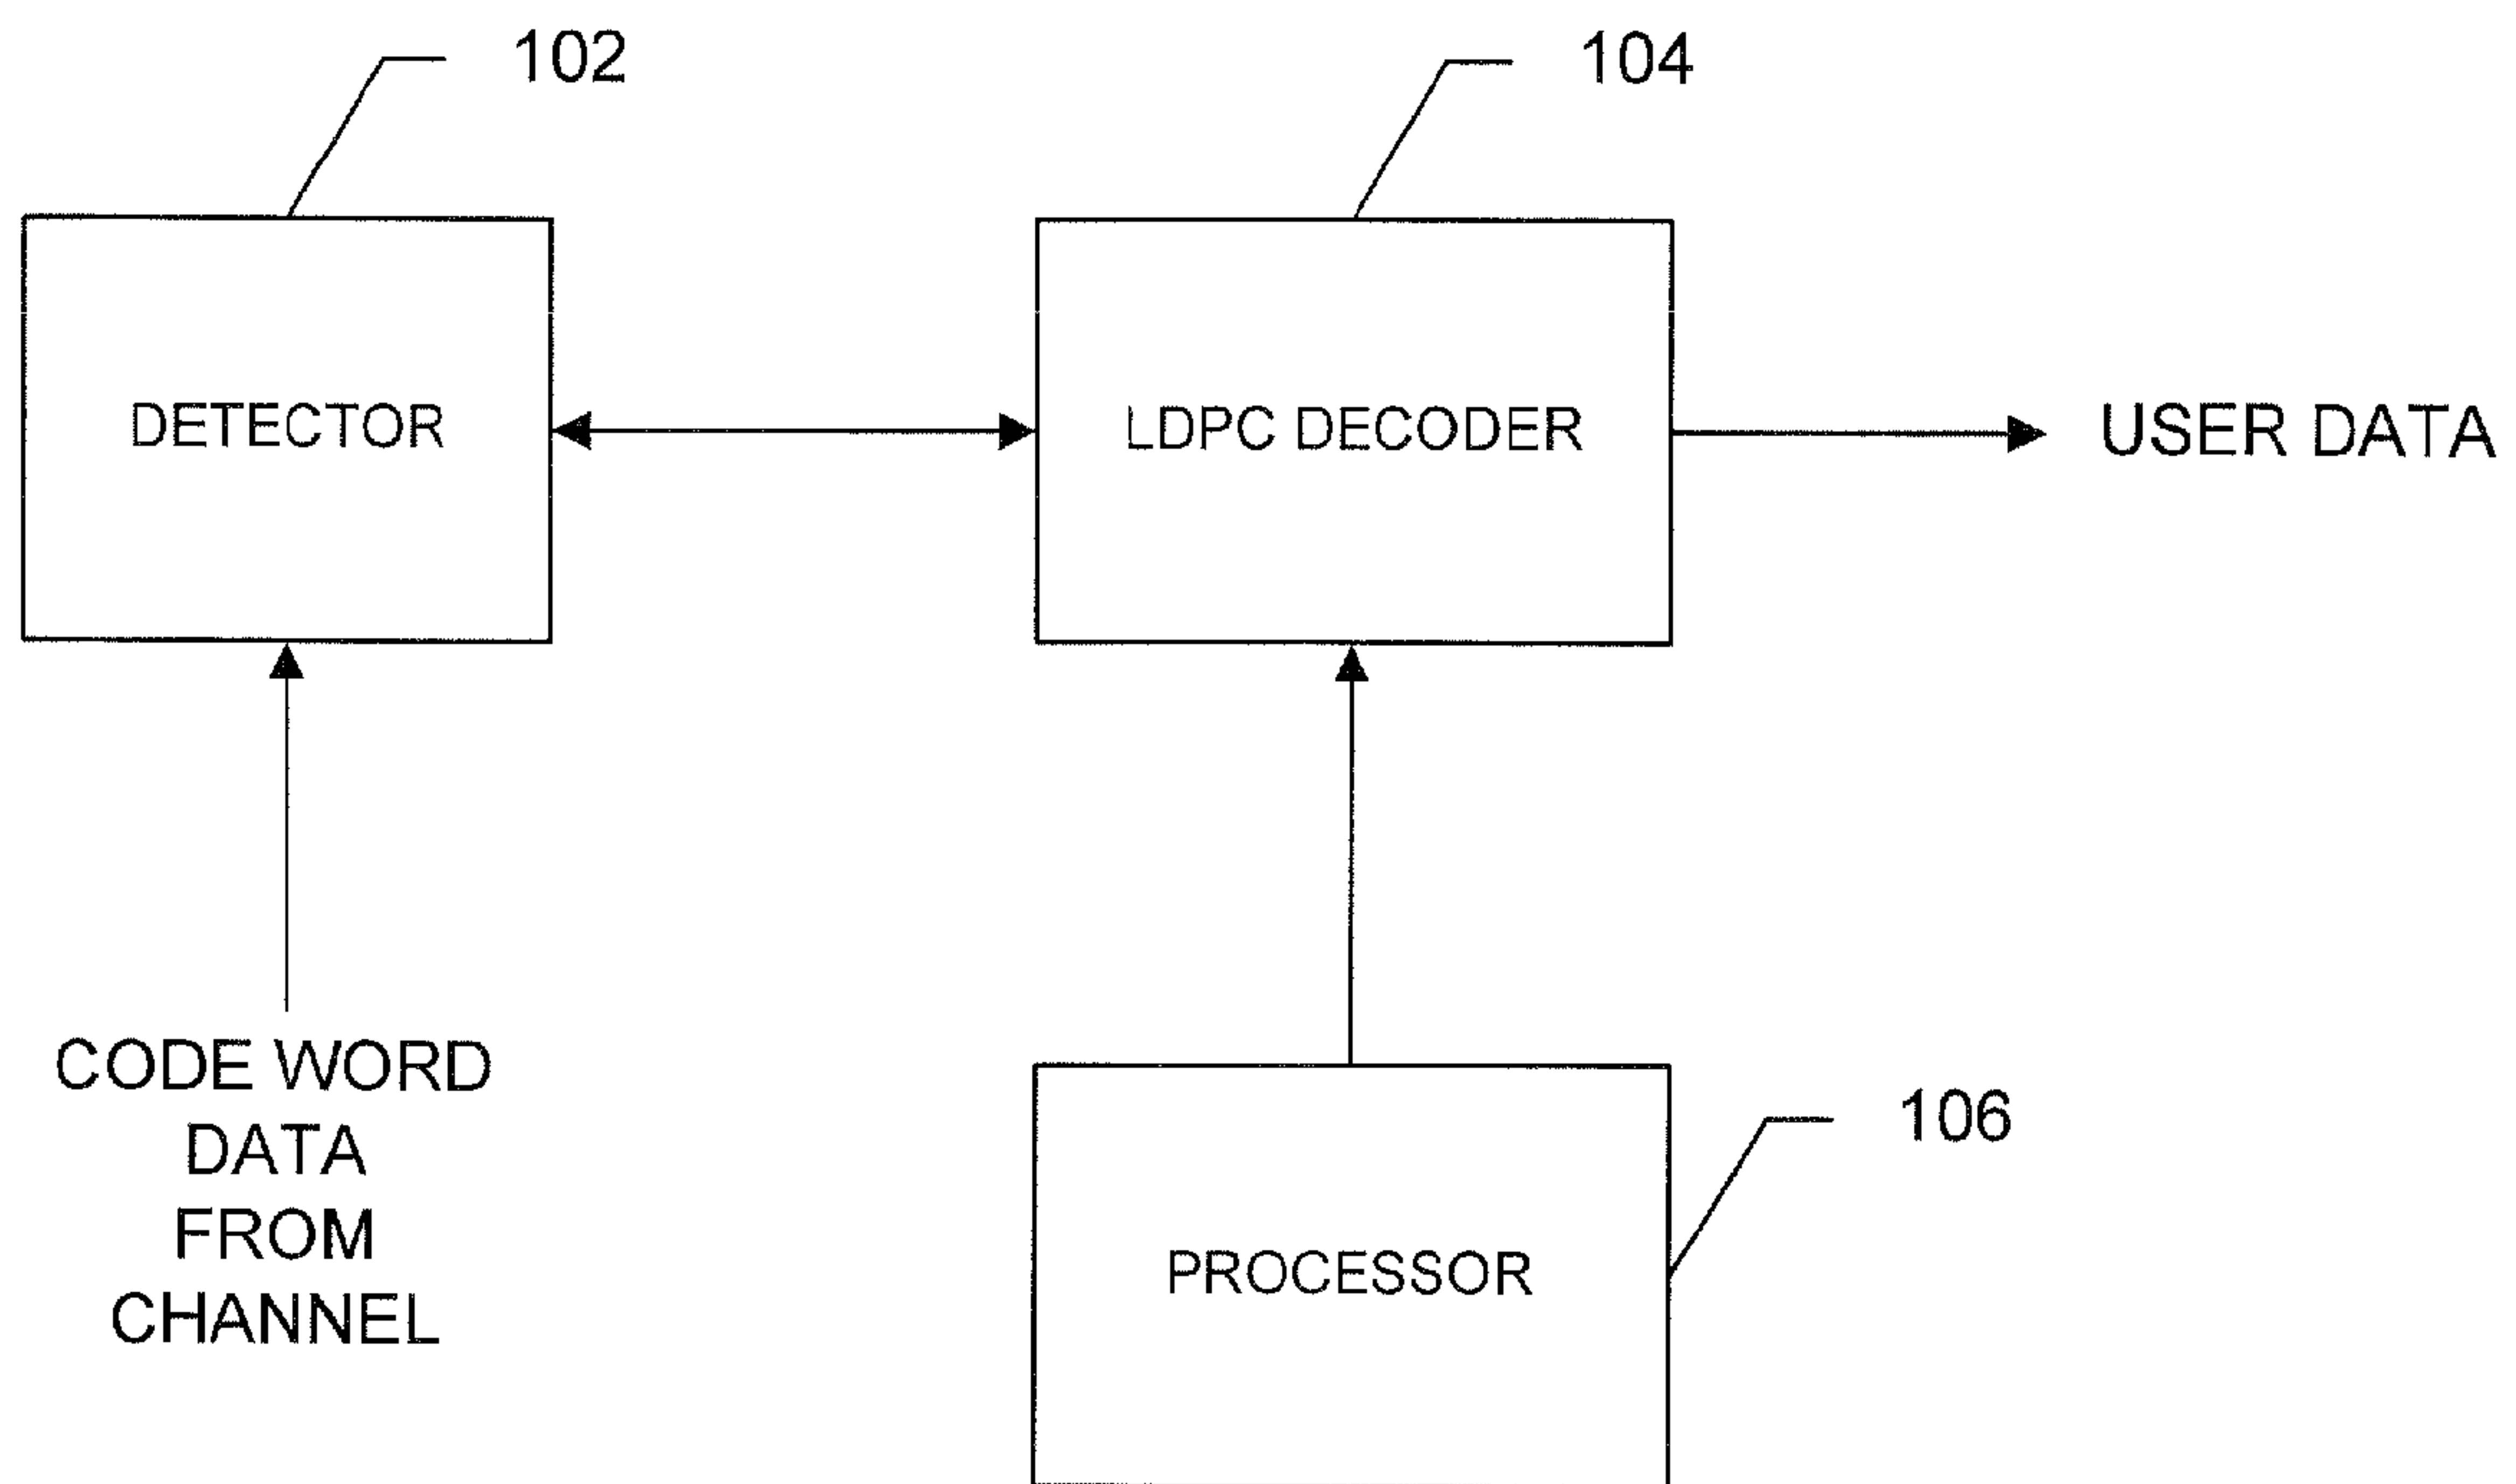 102
104
DETECTOR
LDPC DECODER
USER DATA
CODE WORD
DATA
FROM
CHANNEL
106
PROCESSOR